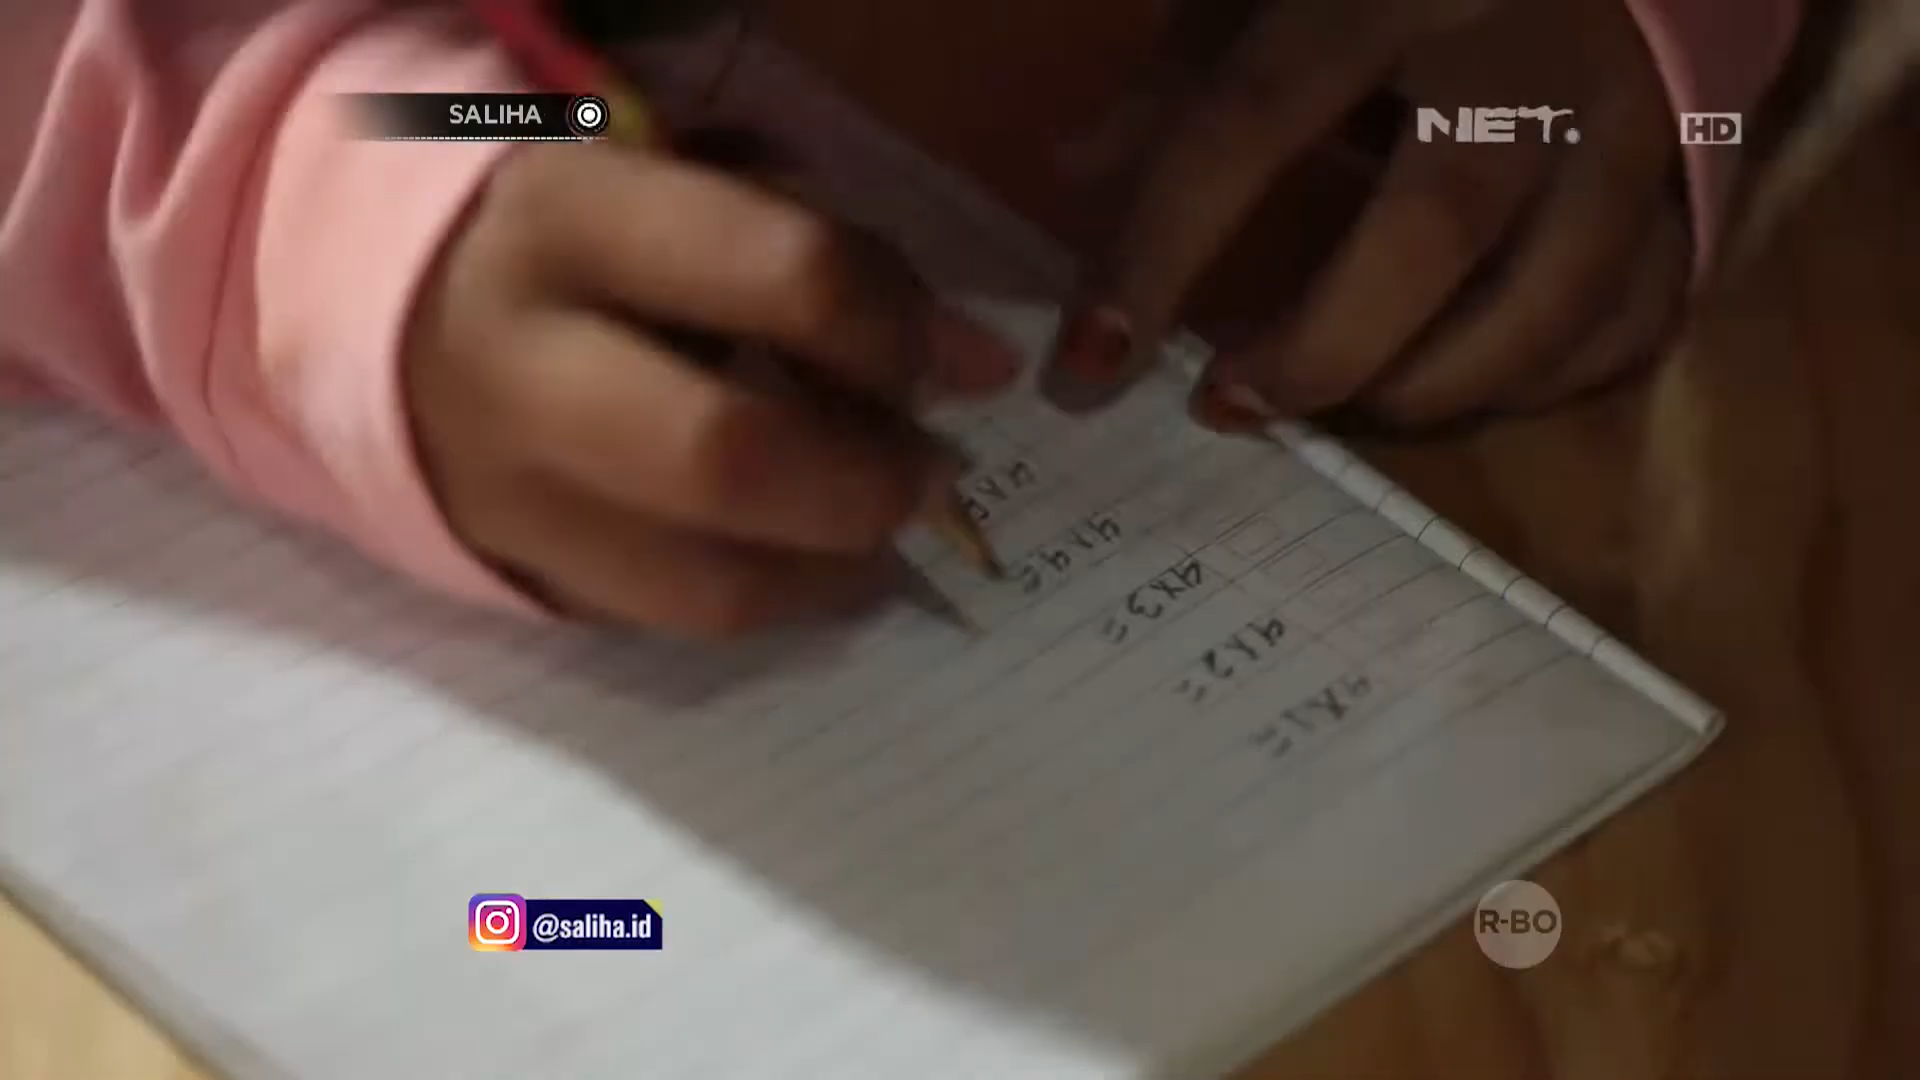 SALIHA
NET.
HD
4x1=
4x2=
4x3=
4x4=
@saliha.id
R-BO